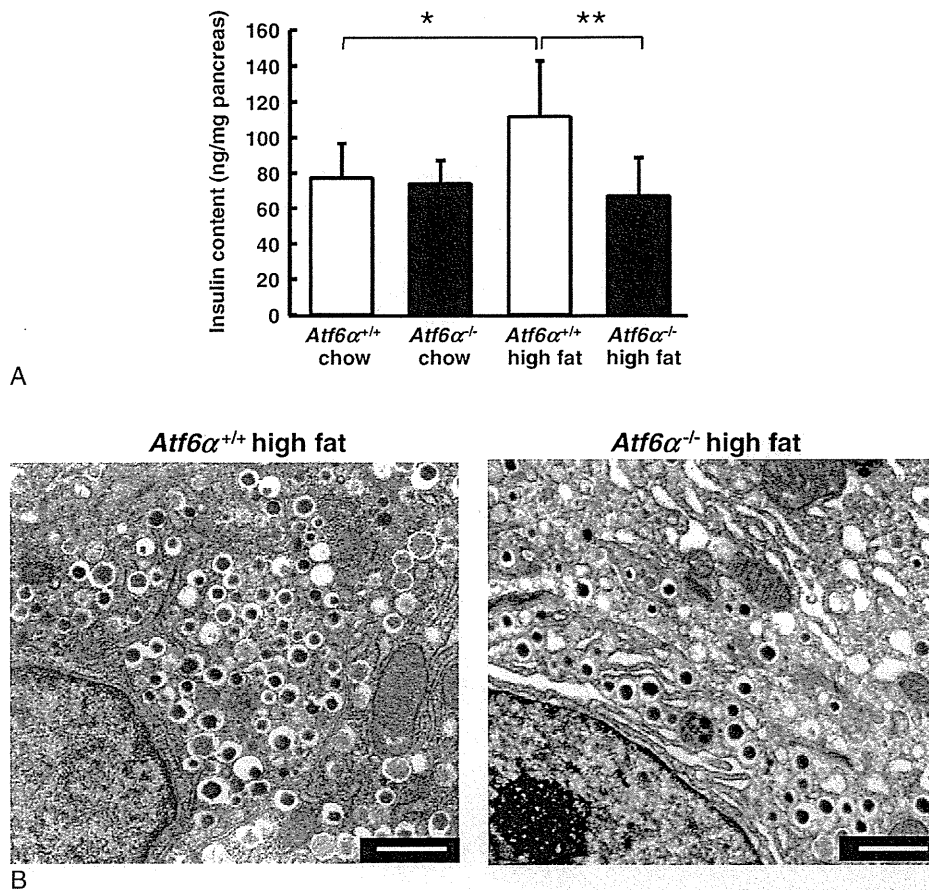 * **
Insulin content (ng/mg pancreas)
160
140
120
100
80
60
40
20
0
Atf6α+/+ chow
Atf6α-/- chow
Atf6α+/+ high fat
Atf6α-/- high fat
A
Atf6α+/+ high fat
Atf6α-/- high fat
B